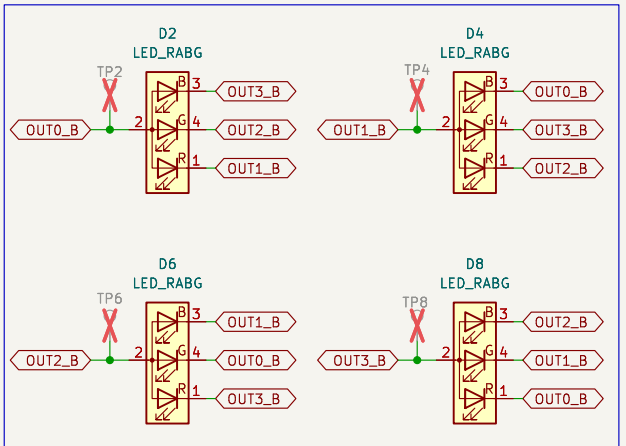 D2
LED_RABG
TP2
B 3 OUT3_B
OUT0_B 2 G 4 OUT2_B
R 1 OUT1_B
D4
LED_RABG
TP4
B 3 OUT0_B
OUT1_B 2 G 4 OUT3_B
R 1 OUT2_B
D6
LED_RABG
TP6
B 3 OUT1_B
OUT2_B 2 G 4 OUT0_B
R 1 OUT3_B
D8
LED_RABG
TP8
B 3 OUT2_B
OUT3_B 2 G 4 OUT1_B
R 1 OUT0_B